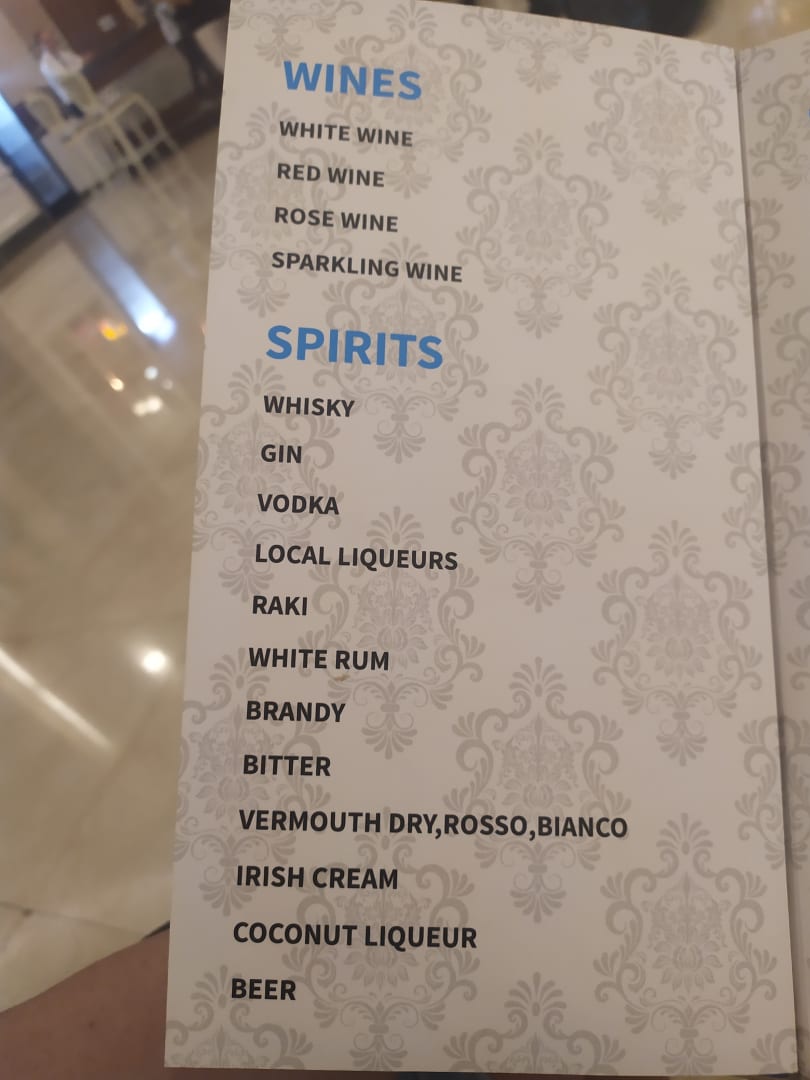 WINES
WHITE WINE
RED WINE
ROSE WINE
SPARKLING WINE
SPIRITS
WHISKY
GIN
VODKA
LOCAL LIQUEURS
RAKI
WHITE RUM
BRANDY
BITTER
VERMOUTH DRY,ROSSO,BIANCO
IRISH CREAM
COCONUT LIQUEUR
BEER